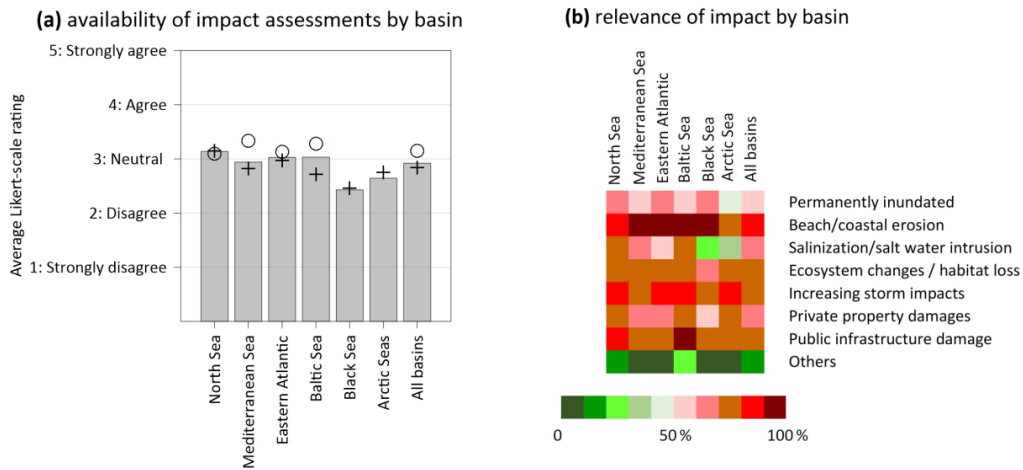 (a) availability of impact assessments by basin
5: Strongly agree
4: Agree
3: Neutral
2: Disagree
1: Strongly disagree
Average Likert-scale rating
North Sea
Mediterranean Sea
Eastern Atlantic
Baltic Sea
Black Sea
Arctic Seas
All basins
(b) relevance of impact by basin
North Sea
Mediterranean Sea
Eastern Atlantic
Baltic Sea
Black Sea
Arctic Sea
All basins
Permanently inundated
Beach/coastal erosion
Salinization/salt water intrusion
Ecosystem changes / habitat loss
Increasing storm impacts
Private property damages
Public infrastructure damage
Others
0 50 % 100 %